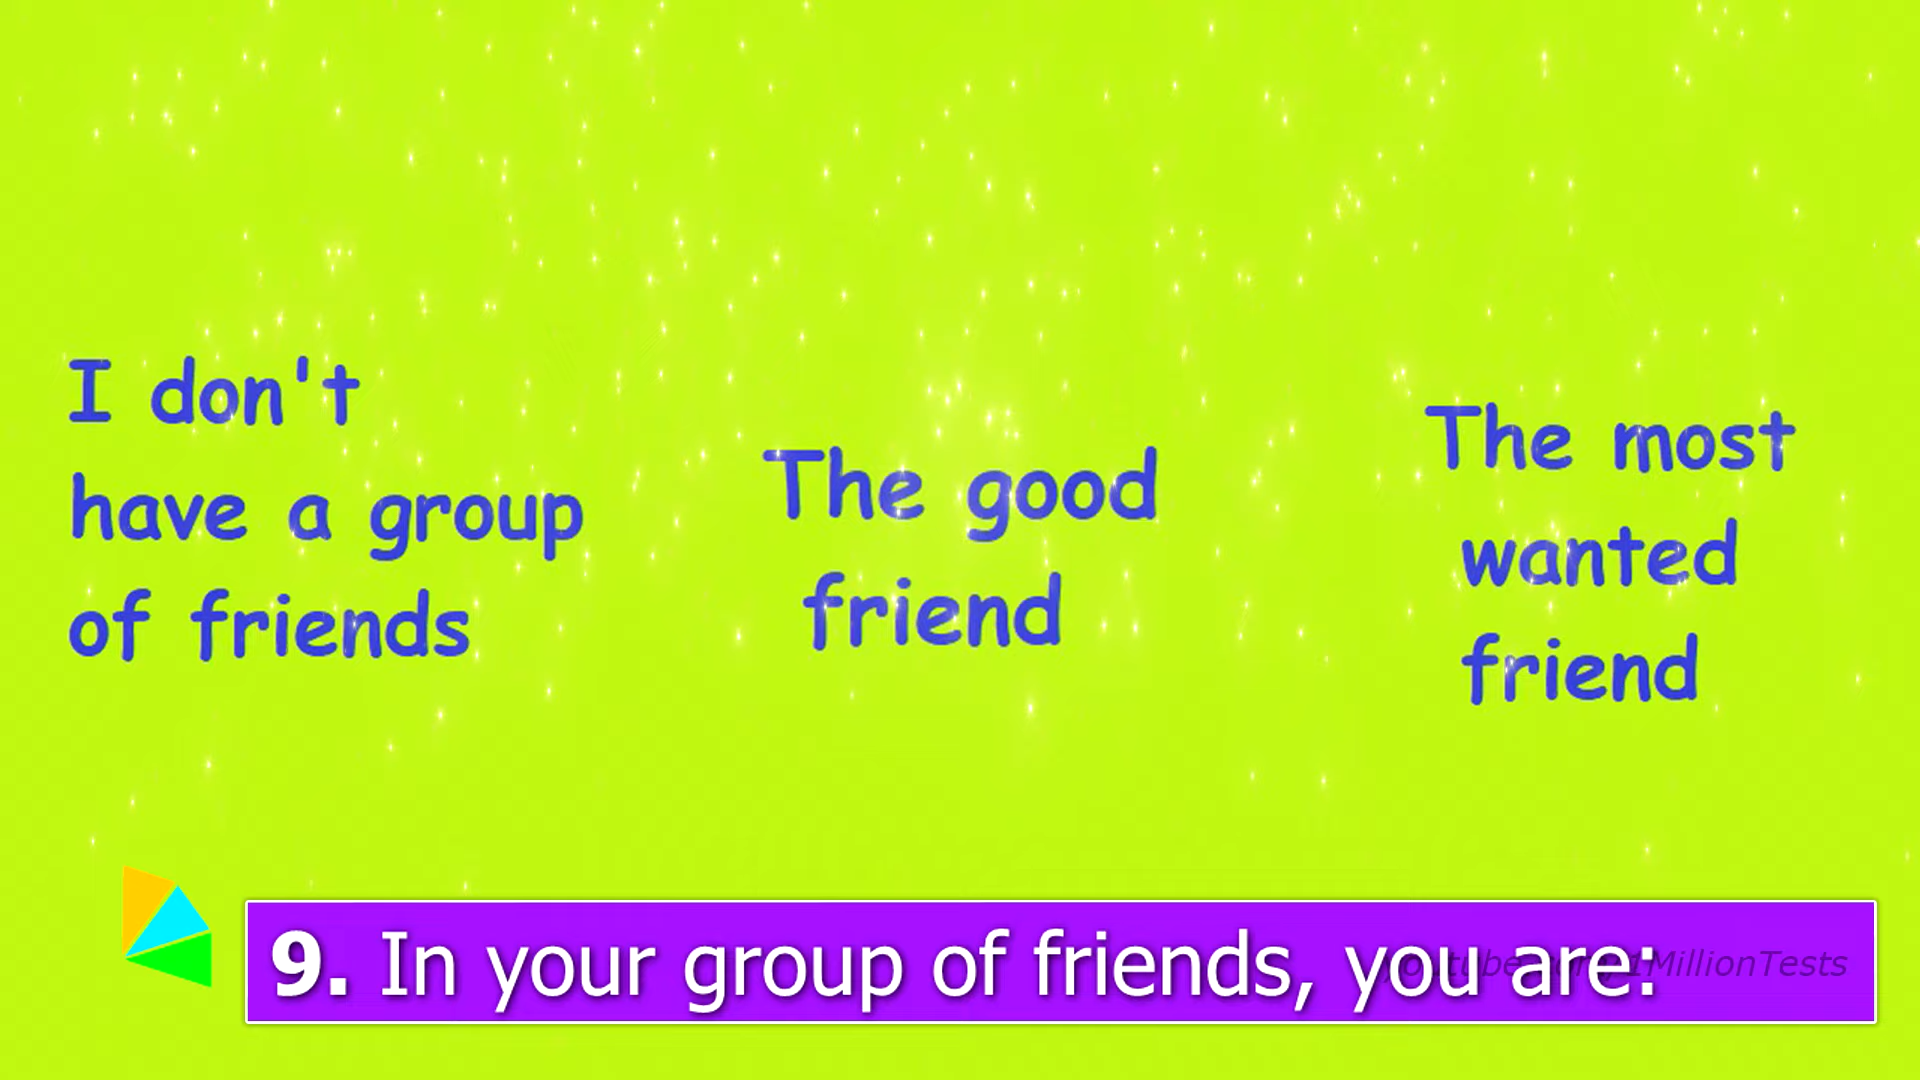 I don't
have a group
of friends
The good
friend
The most
wanted
friend
9. In your group of friends, you are:
1MillionTests